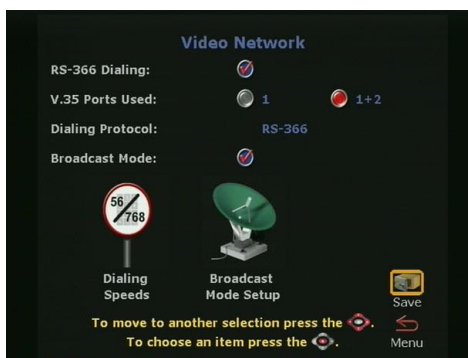 Video Network
RS-366 Dialing:
V.35 Ports Used: 1 1+2
Dialing Protocol: RS-366
Broadcast Mode:
56
768
Dialing
Speeds
Broadcast
Mode Setup
Save
To move to another selection press the .
To choose an item press the .
Menu